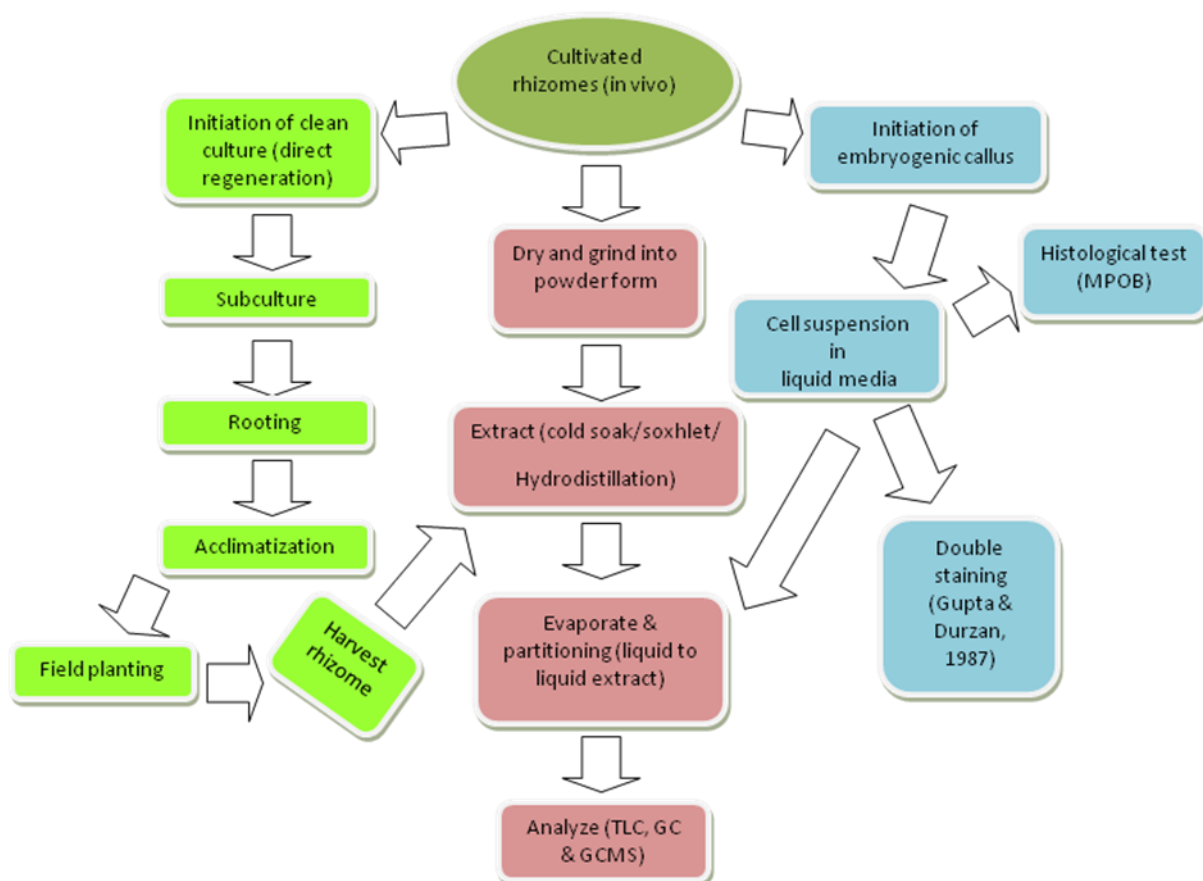 Cultivated
rhizomes (in vivo)
Initiation of clean
culture (direct
regeneration)
Subculture
Rooting
Acclimatization
Field planting
Harvest
rhizome
Dry and grind into
powder form
Extract (cold soak/soxhlet/
Hydrodistillation)
Evaporate &
partitioning (liquid to
liquid extract)
Analyze (TLC, GC
& GCMS)
Initiation of
embryogenic callus
Histological test
(MPOB)
Cell suspension
in
liquid media
Double
staining
(Gupta &
Durzan,
1987)